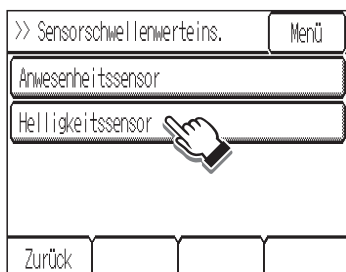 >> Sensorschwellenwerteins. Menü
Anwesenheitssensor
Helligkeitssensor
Zurück